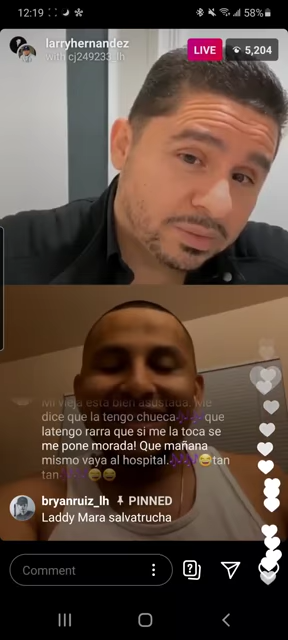 12:19
58%
larryhernandez
with cj249233_lh
LIVE
5,204
Mi vieja está bien asustada. Me
dice que la tengo chueca🎶que
latengo rarra que si me la toca se
me pone morada! Que mañana
mismo vaya al hospital.🎶😂tan
tan🎶😂😂
bryanruiz_lh PINNED
Laddy Mara salvatrucha
Comment